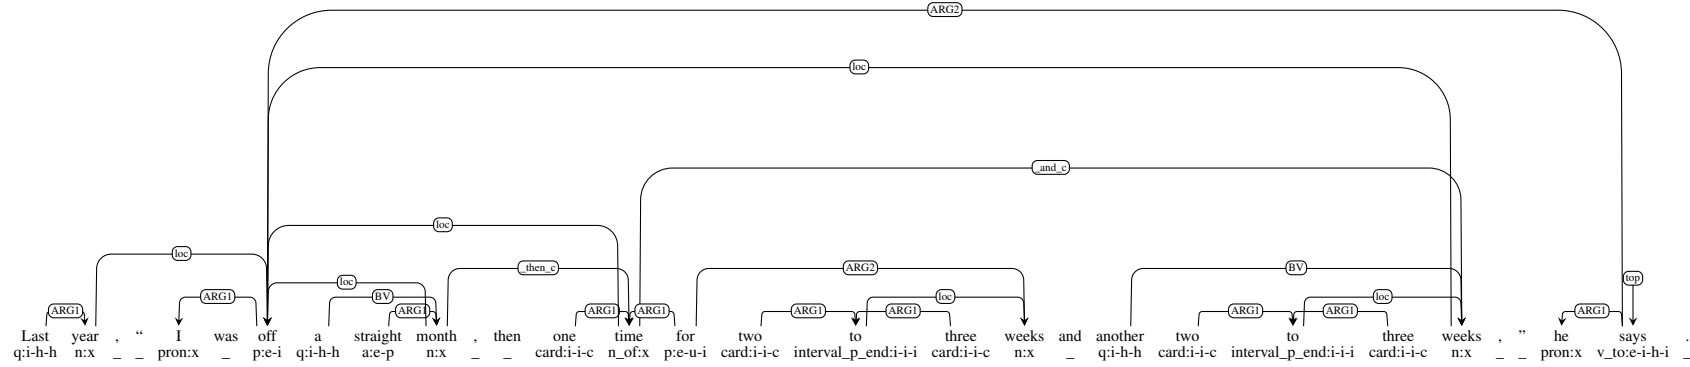 ARG2
loc
_and_c
loc
loc _then_c ARG2 BV
loc top
ARG1 BV loc loc
ARG1 ARG1 ARG1 ARG1 ARG1 ARG1 ARG1 ARG1 ARG1
Last year , “ I was off a straight month , then one time for two to three weeks and another two to three weeks , ” he says .
q:i-h-h n:x _ _ pron:x _ p:e-i q:i-h-h a:e-p n:x _ _ card:i-i-c n_of:x p:e-u-i card:i-i-c interval_p_end:i-i-i card:i-i-c n:x _ q:i-h-h card:i-i-c interval_p_end:i-i-i card:i-i-c n:x _ _ pron:x v_to:e-i-h-i _